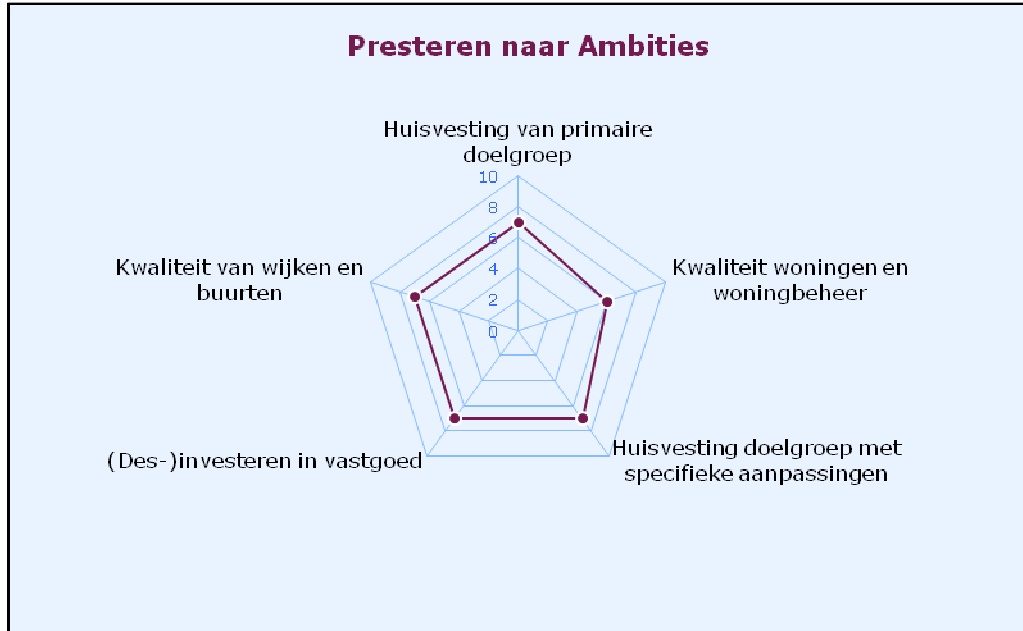 Presteren naar Ambities
Huisvesting van primaire
doelgroep
10
8
6
4
2
0
Kwaliteit van wijken en
buurten
Kwaliteit woningen en
woningbeheer
(Des-)investeren in vastgoed
Huisvesting doelgroep met
specifieke aanpassingen